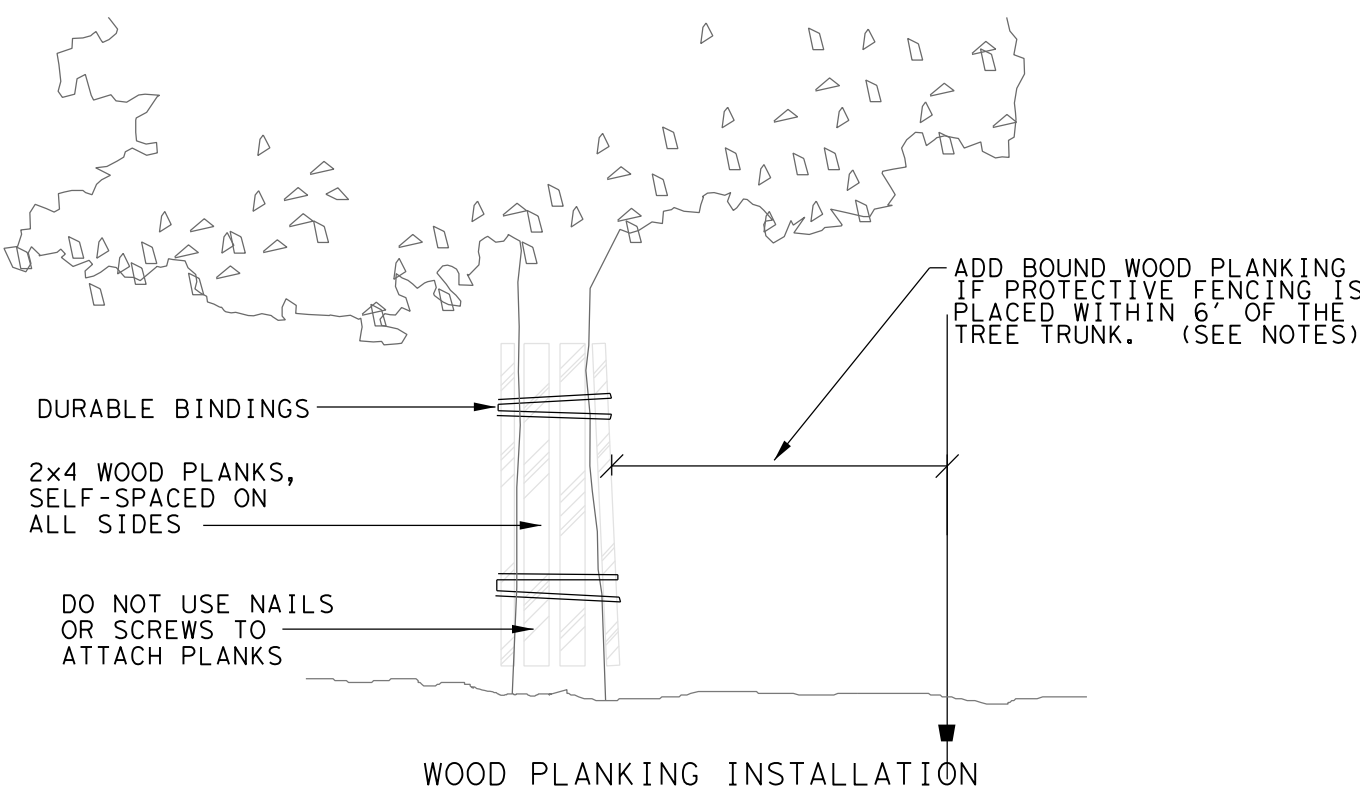 ADD BOUND WOOD PLANKING
IF PROTECTIVE FENCING IS
PLACED WITHIN 6' OF THE
TREE TRUNK. (SEE NOTES)
DURABLE BINDINGS
2x4 WOOD PLANKS,
SELF-SPACED ON
ALL SIDES
DO NOT USE NAILS
OR SCREWS TO
ATTACH PLANKS
WOOD PLANKING INSTALLATION